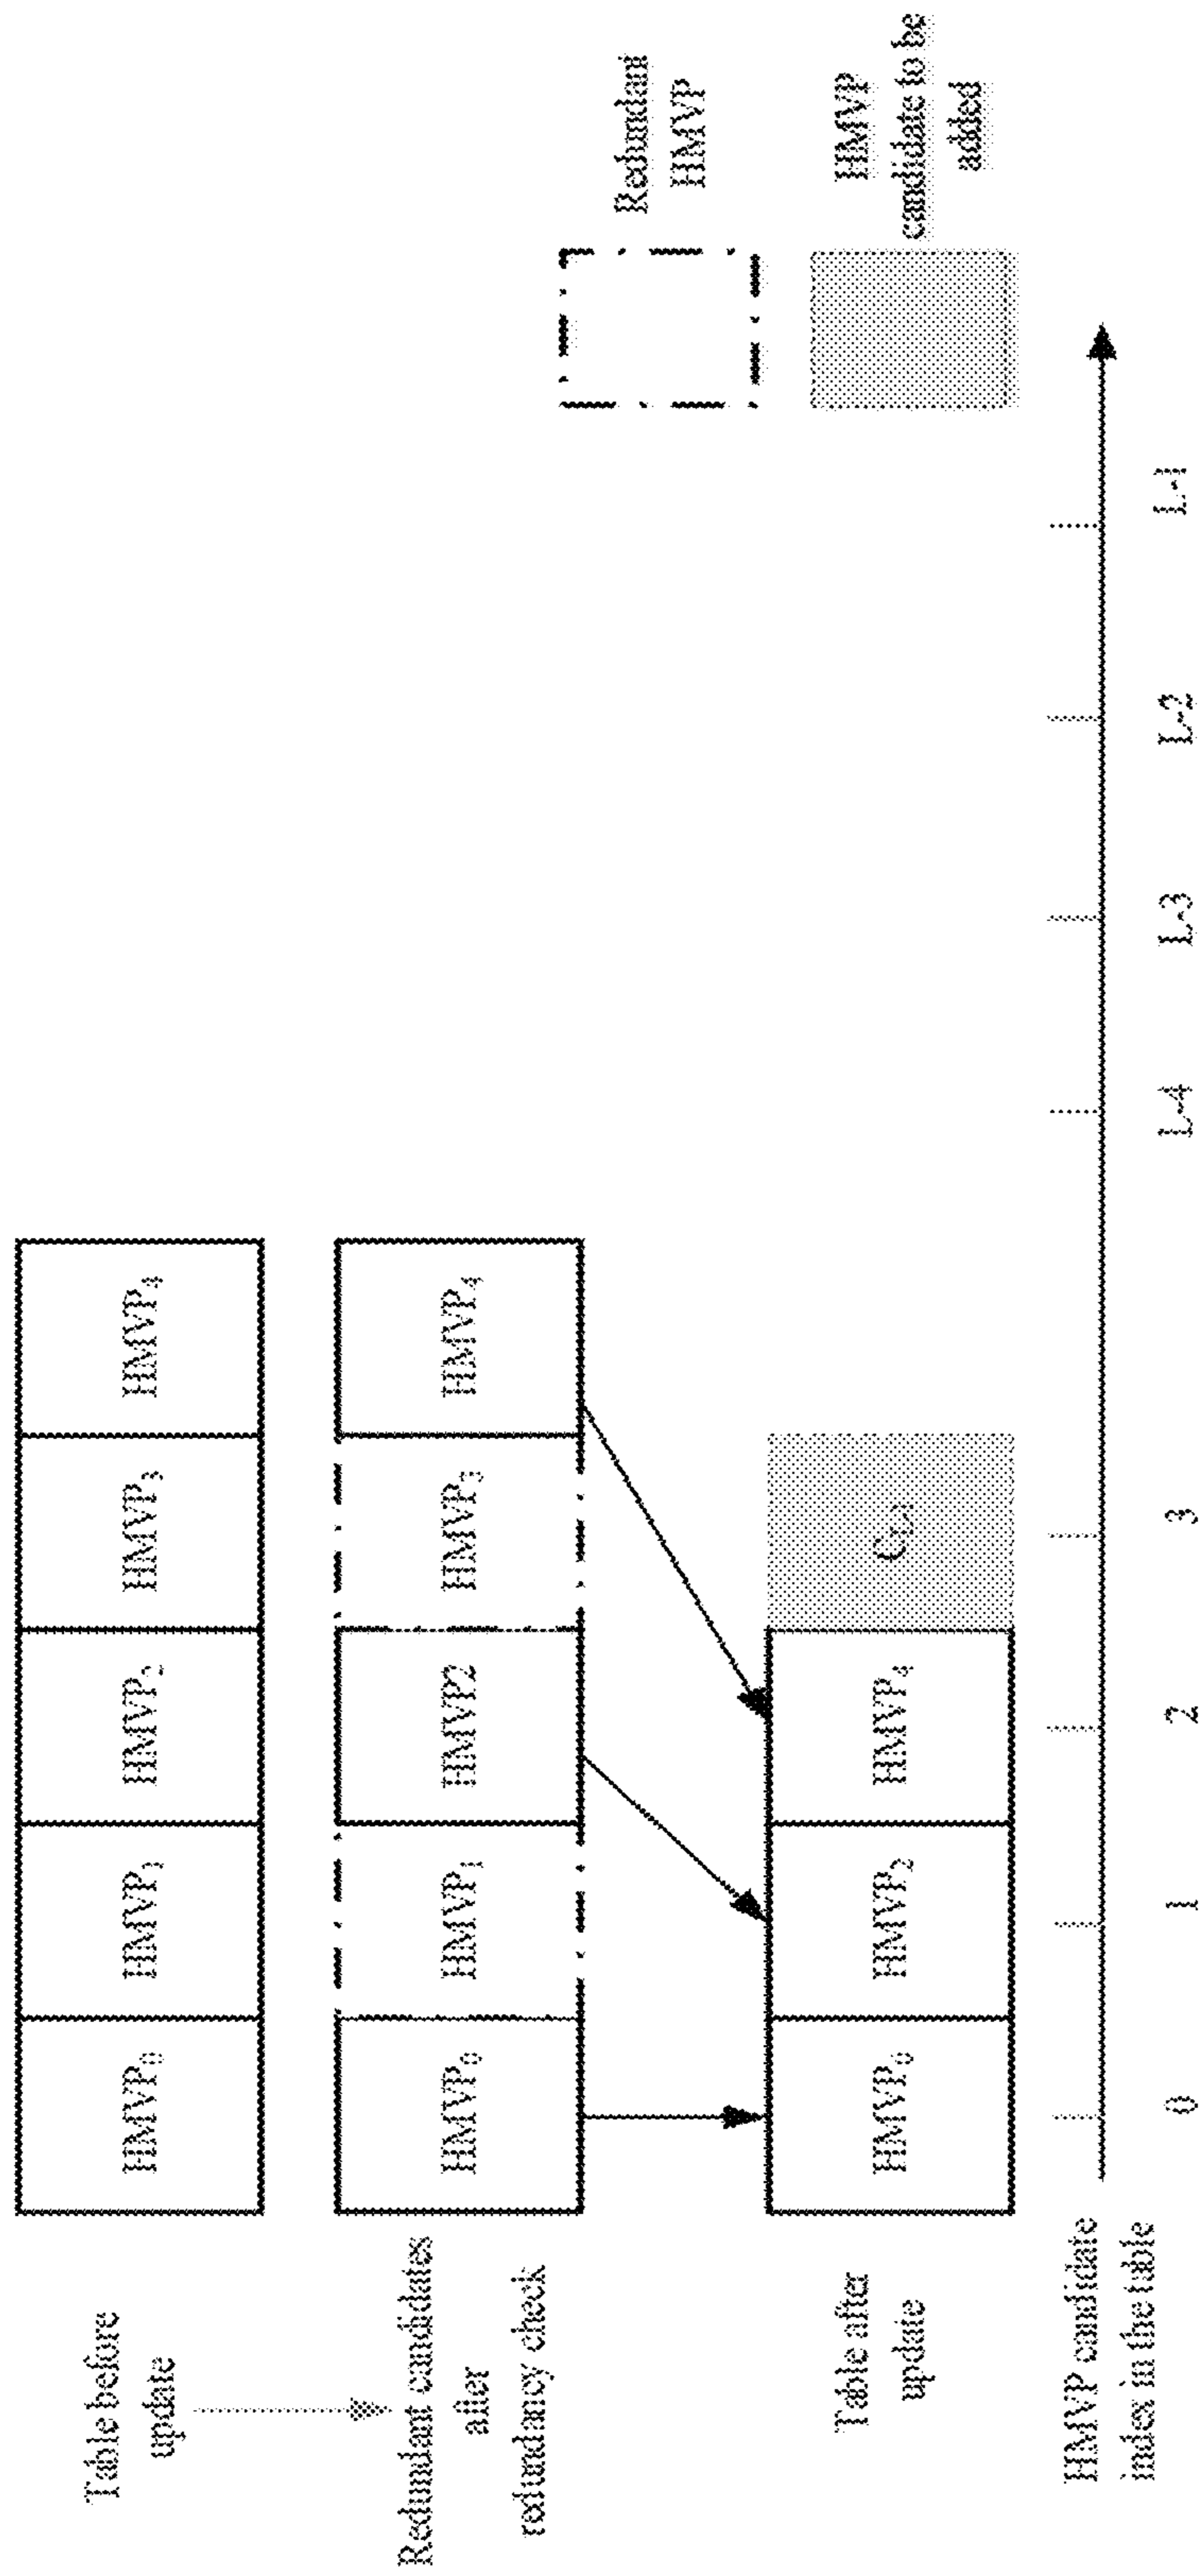 Table before
update
HMVP₀
HMVP₁
HMVP₂
HMVP₃
HMVP₄
Redundant candidates
after
redundancy check
HMVP₀
HMVP₁
HMVP2
HMVP₃
HMVP₄
Redundant
HMVP
Table after
update
HMVP₀
HMVP₂
HMVP₄
HMVP
candidate to be
added
HMVP candidate
index in the table
0
1
2
3
L-4
L-3
L-2
L-1